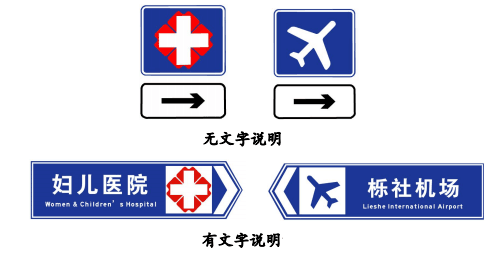 无文字说明
妇儿医院
Women & Children's Hospital
栎社机场
Lieshe International Airport
有文字说明